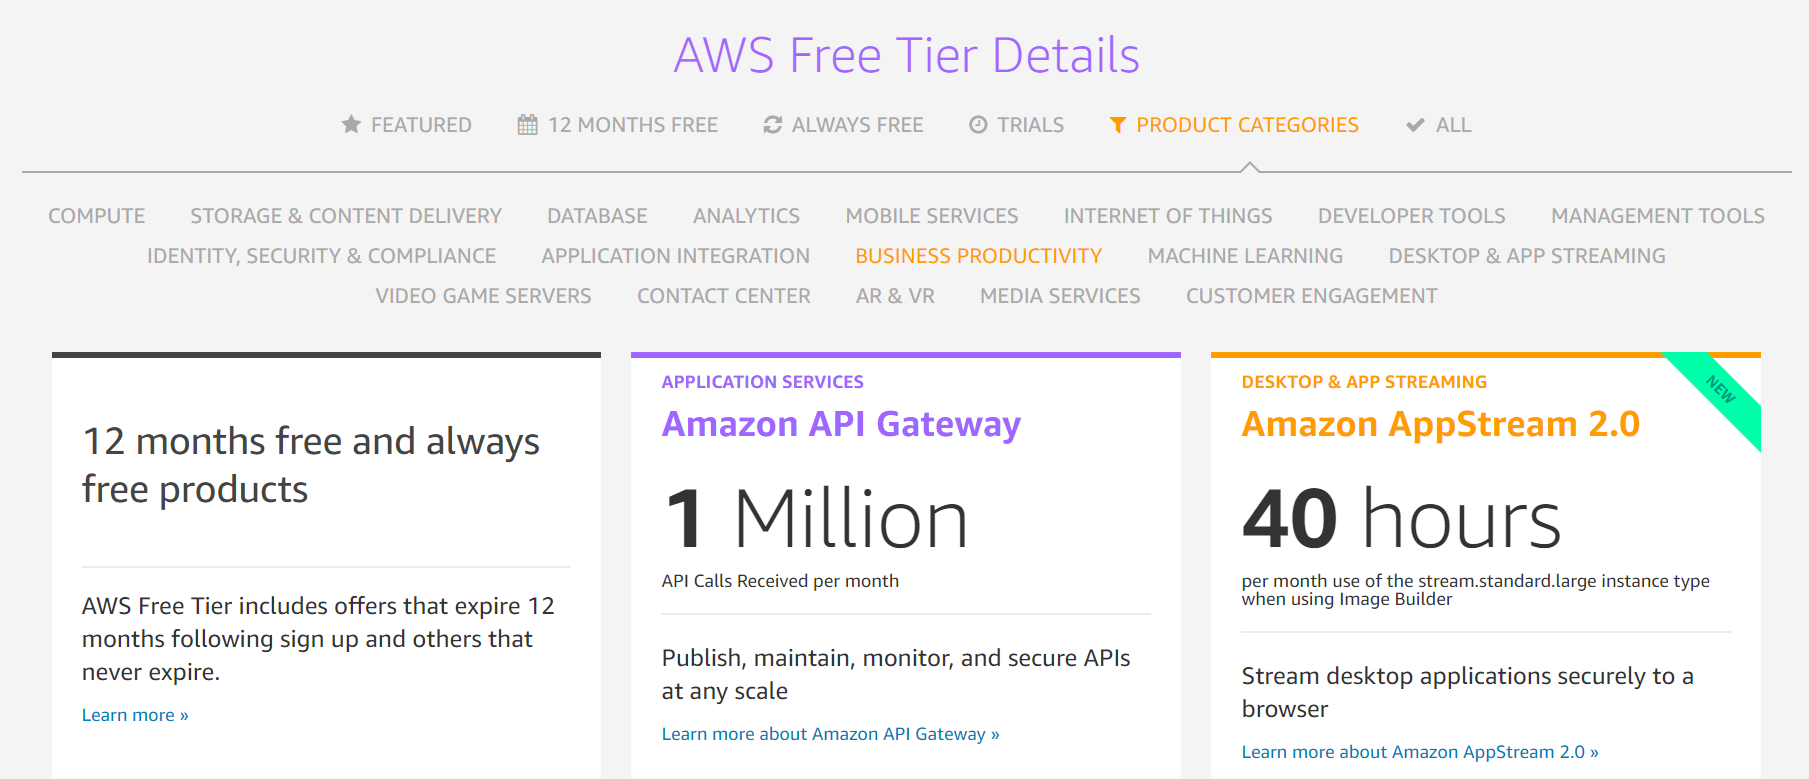 AWS Free Tier Details
FEATURED 12 MONTHS FREE ALWAYS FREE TRIALS PRODUCT CATEGORIES ALL
COMPUTE STORAGE & CONTENT DELIVERY DATABASE ANALYTICS MOBILE SERVICES INTERNET OF THINGS DEVELOPER TOOLS MANAGEMENT TOOLS
IDENTITY, SECURITY & COMPLIANCE APPLICATION INTEGRATION BUSINESS PRODUCTIVITY MACHINE LEARNING DESKTOP & APP STREAMING
VIDEO GAME SERVERS CONTACT CENTER AR & VR MEDIA SERVICES CUSTOMER ENGAGEMENT
12 months free and always
free products
AWS Free Tier includes offers that expire 12
months following sign up and others that
never expire.
Learn more »
APPLICATION SERVICES
Amazon API Gateway
1 Million
API Calls Received per month
Publish, maintain, monitor, and secure APIs
at any scale
Learn more about Amazon API Gateway »
DESKTOP & APP STREAMING
NEW
Amazon AppStream 2.0
40 hours
per month use of the stream.standard.large instance type
when using Image Builder
Stream desktop applications securely to a
browser
Learn more about Amazon AppStream 2.0 »